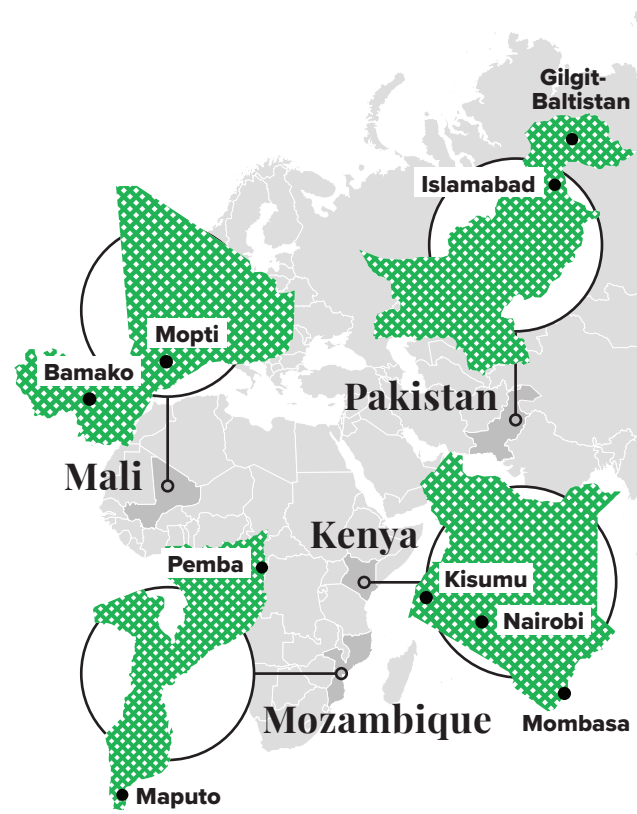 Gilgit-
Baltistan
Islamabad
Mopti
Bamako
Pakistan
Mali
Kenya
Pemba
Kisumu
Nairobi
Mozambique
Mombasa
Maputo